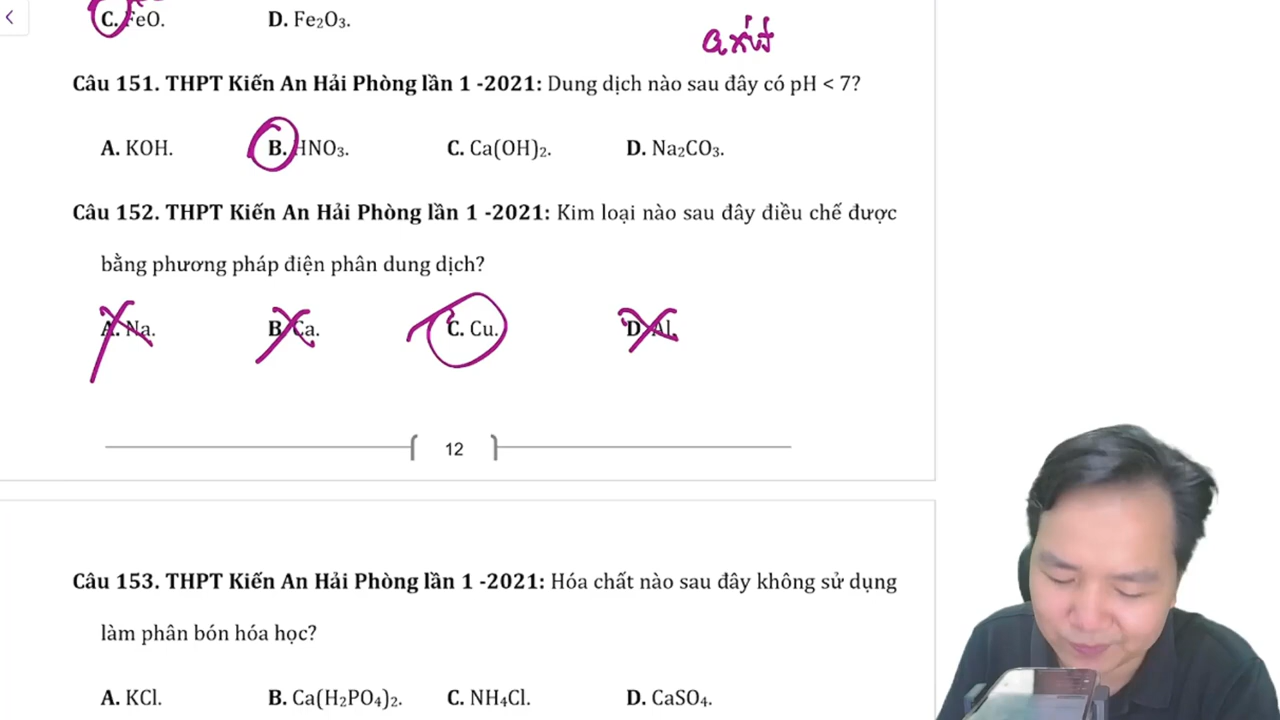 C. FeO. D. Fe₂O₃.
axit
Câu 151. THPT Kiến An Hải Phòng lần 1 -2021: Dung dịch nào sau đây có pH < 7?
A. KOH. B. HNO₃. C. Ca(OH)₂. D. Na₂CO₃.
Câu 152. THPT Kiến An Hải Phòng lần 1 -2021: Kim loại nào sau đây điều chế được
bằng phương pháp điện phân dung dịch?
A. Na. B. Ca. C. Cu. D. Al.
12
Câu 153. THPT Kiến An Hải Phòng lần 1 -2021: Hóa chất nào sau đây không sử dụng
làm phân bón hóa học?
A. KCl. B. Ca(H₂PO₄)₂. C. NH₄Cl. D. CaSO₄.